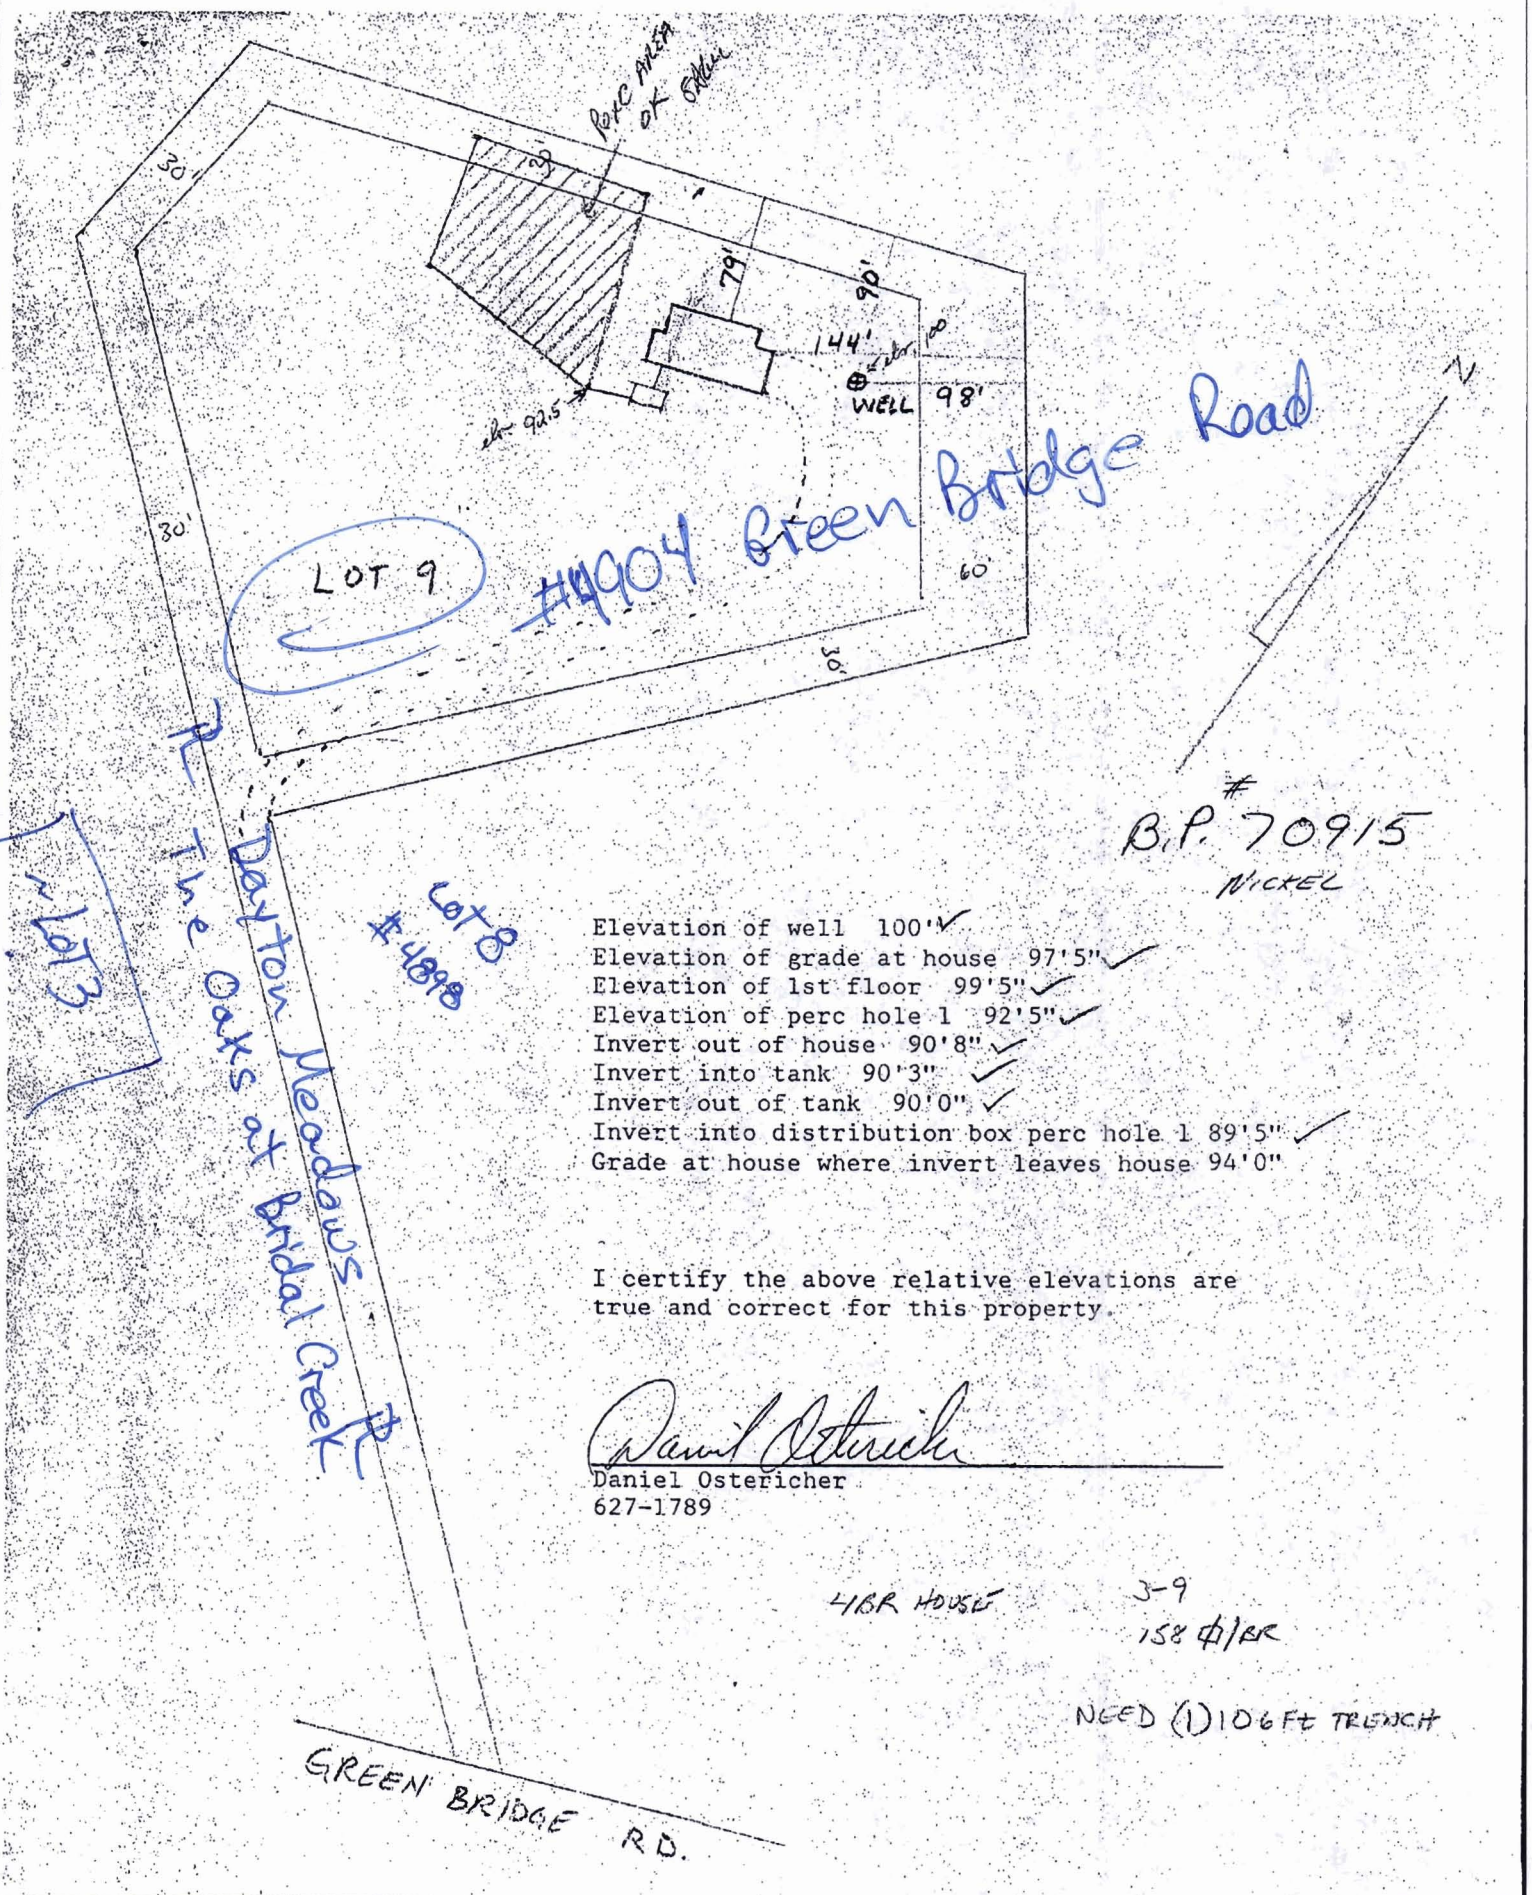 PERC AREA
OK
30'
79'
90'
144'
elev. 100
WELL 98'
elev 92.5
N
Green Bridge Road
#4904
30'
LOT 9
60'
30'
B.P. # 70915
NICKEL
~LOT 3
The Oaks at Bridal Creek
Dayton Meadows
Lot 8
#4898
Elevation of well 100'
Elevation of grade at house 97'5"
Elevation of 1st floor 99'5"
Elevation of perc hole 1 92'5"
Invert out of house 90'8"
Invert into tank 90'3"
Invert out of tank 90'0"
Invert into distribution box perc hole 1 89'5"
Grade at house where invert leaves house 94'0"
I certify the above relative elevations are
true and correct for this property.
Daniel Ostericher
Daniel Ostericher
627-1789
4BR HOUSE
3-9
158 ▱/BR
NEED (1) 106 Ft TRENCH
GREEN BRIDGE RD.